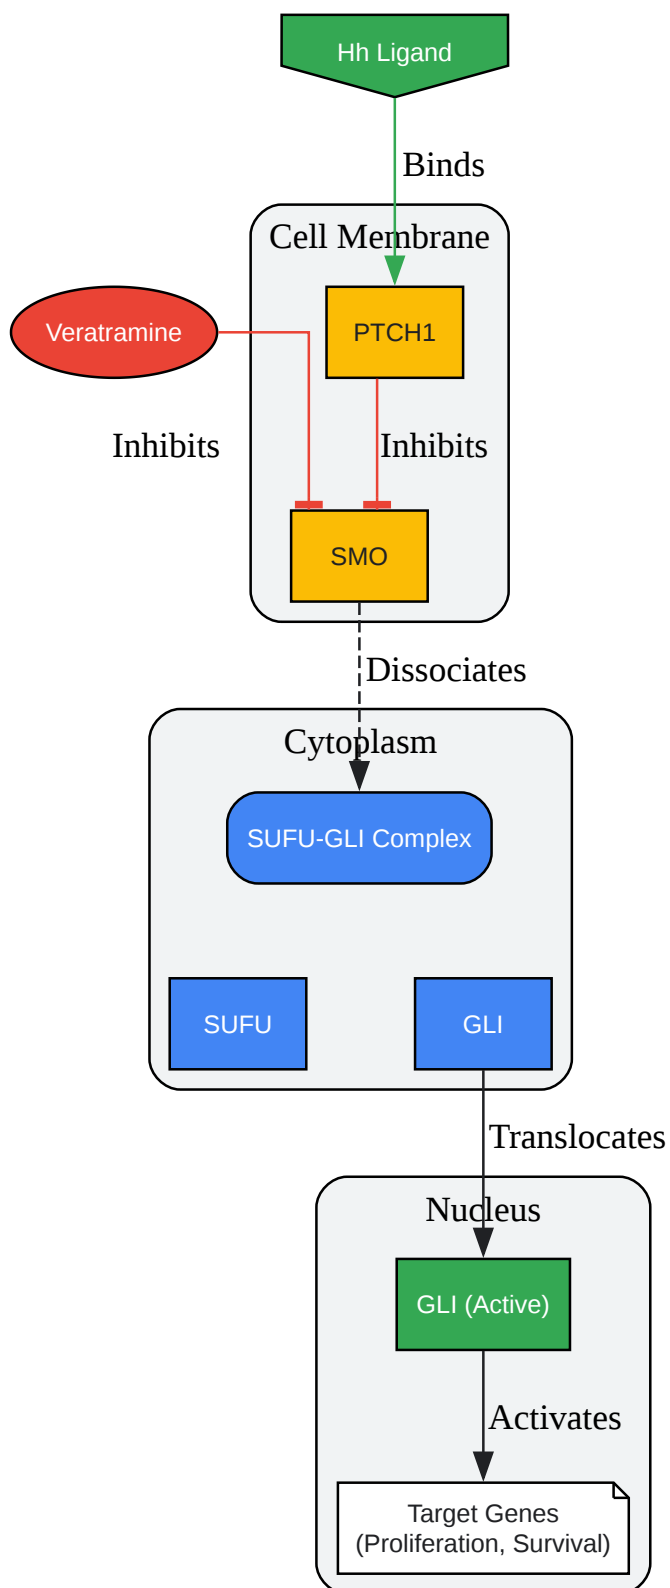 Hh Ligand
Binds
Cell Membrane
Veratramine
PTCH1
Inhibits
Inhibits
SMO
Dissociates
Cytoplasm
SUFU-GLI Complex
SUFU
GLI
Translocates
Nucleus
GLI (Active)
Activates
Target Genes
(Proliferation, Survival)